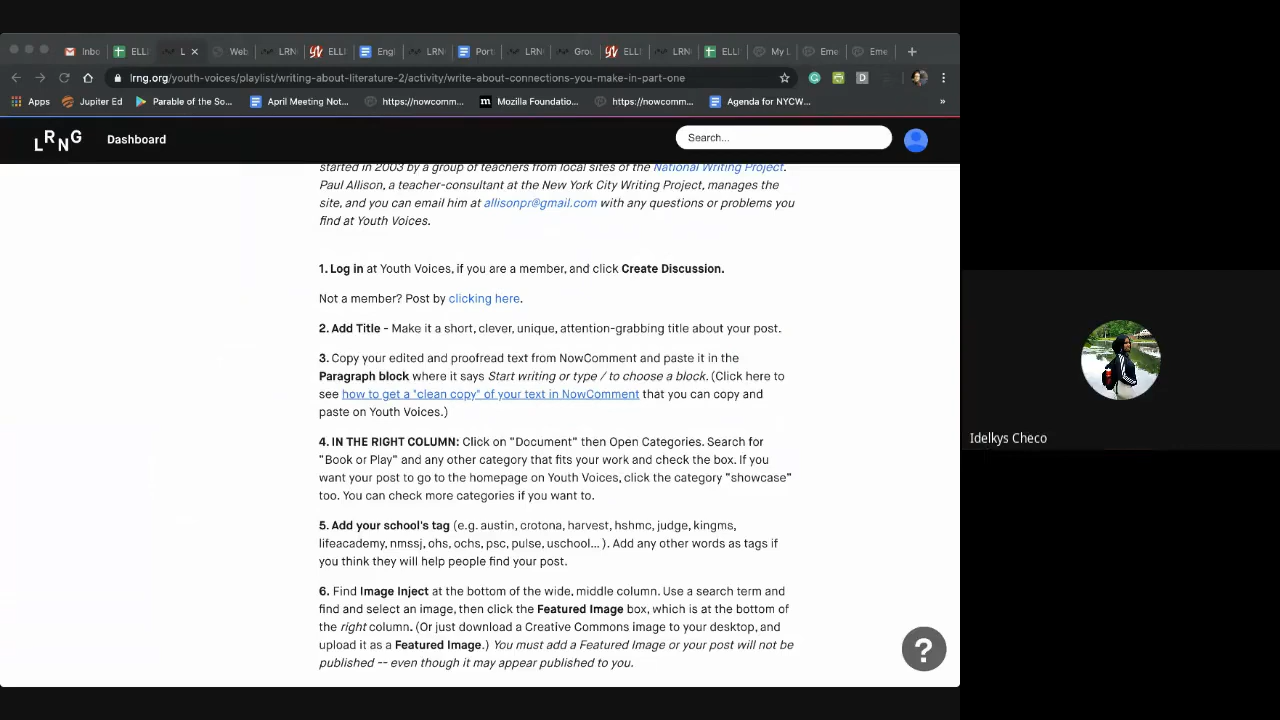 Inbo
ELLI
L
Web
LRN
ELLI
Engl
LRN
Port
LRN
Grou
ELLI
LRN
ELLI
My L
Eme
Eme
lrng.org/youth-voices/playlist/writing-about-literature-2/activity/write-about-connections-you-make-in-part-one
Apps
Jupiter Ed
Parable of the So...
April Meeting Not...
https://nowcomm...
Mozilla Foundatio...
https://nowcomm...
Agenda for NYCW...
»
LRNG
Dashboard
Search...
started in 2003 by a group of teachers from local sites of the National Writing Project.
Paul Allison, a teacher-consultant at the New York City Writing Project, manages the
site, and you can email him at allisonpr@gmail.com with any questions or problems you
find at Youth Voices.
1. Log in at Youth Voices, if you are a member, and click Create Discussion.
Not a member? Post by clicking here.
2. Add Title - Make it a short, clever, unique, attention-grabbing title about your post.
3. Copy your edited and proofread text from NowComment and paste it in the
Paragraph block where it says Start writing or type / to choose a block. (Click here to
see how to get a "clean copy" of your text in NowComment that you can copy and
paste on Youth Voices.)
4. IN THE RIGHT COLUMN: Click on "Document" then Open Categories. Search for
"Book or Play" and any other category that fits your work and check the box. If you
want your post to go to the homepage on Youth Voices, click the category "showcase"
too. You can check more categories if you want to.
5. Add your school's tag (e.g. austin, crotona, harvest, hshmc, judge, kingms,
lifeacademy, nmssj, ohs, ochs, psc, pulse, uschool... ). Add any other words as tags if
you think they will help people find your post.
6. Find Image Inject at the bottom of the wide, middle column. Use a search term and
find and select an image, then click the Featured Image box, which is at the bottom of
the right column. (Or just download a Creative Commons image to your desktop, and
upload it as a Featured Image.) You must add a Featured Image or your post will not be
published -- even though it may appear published to you.
?
Idelkys Checo